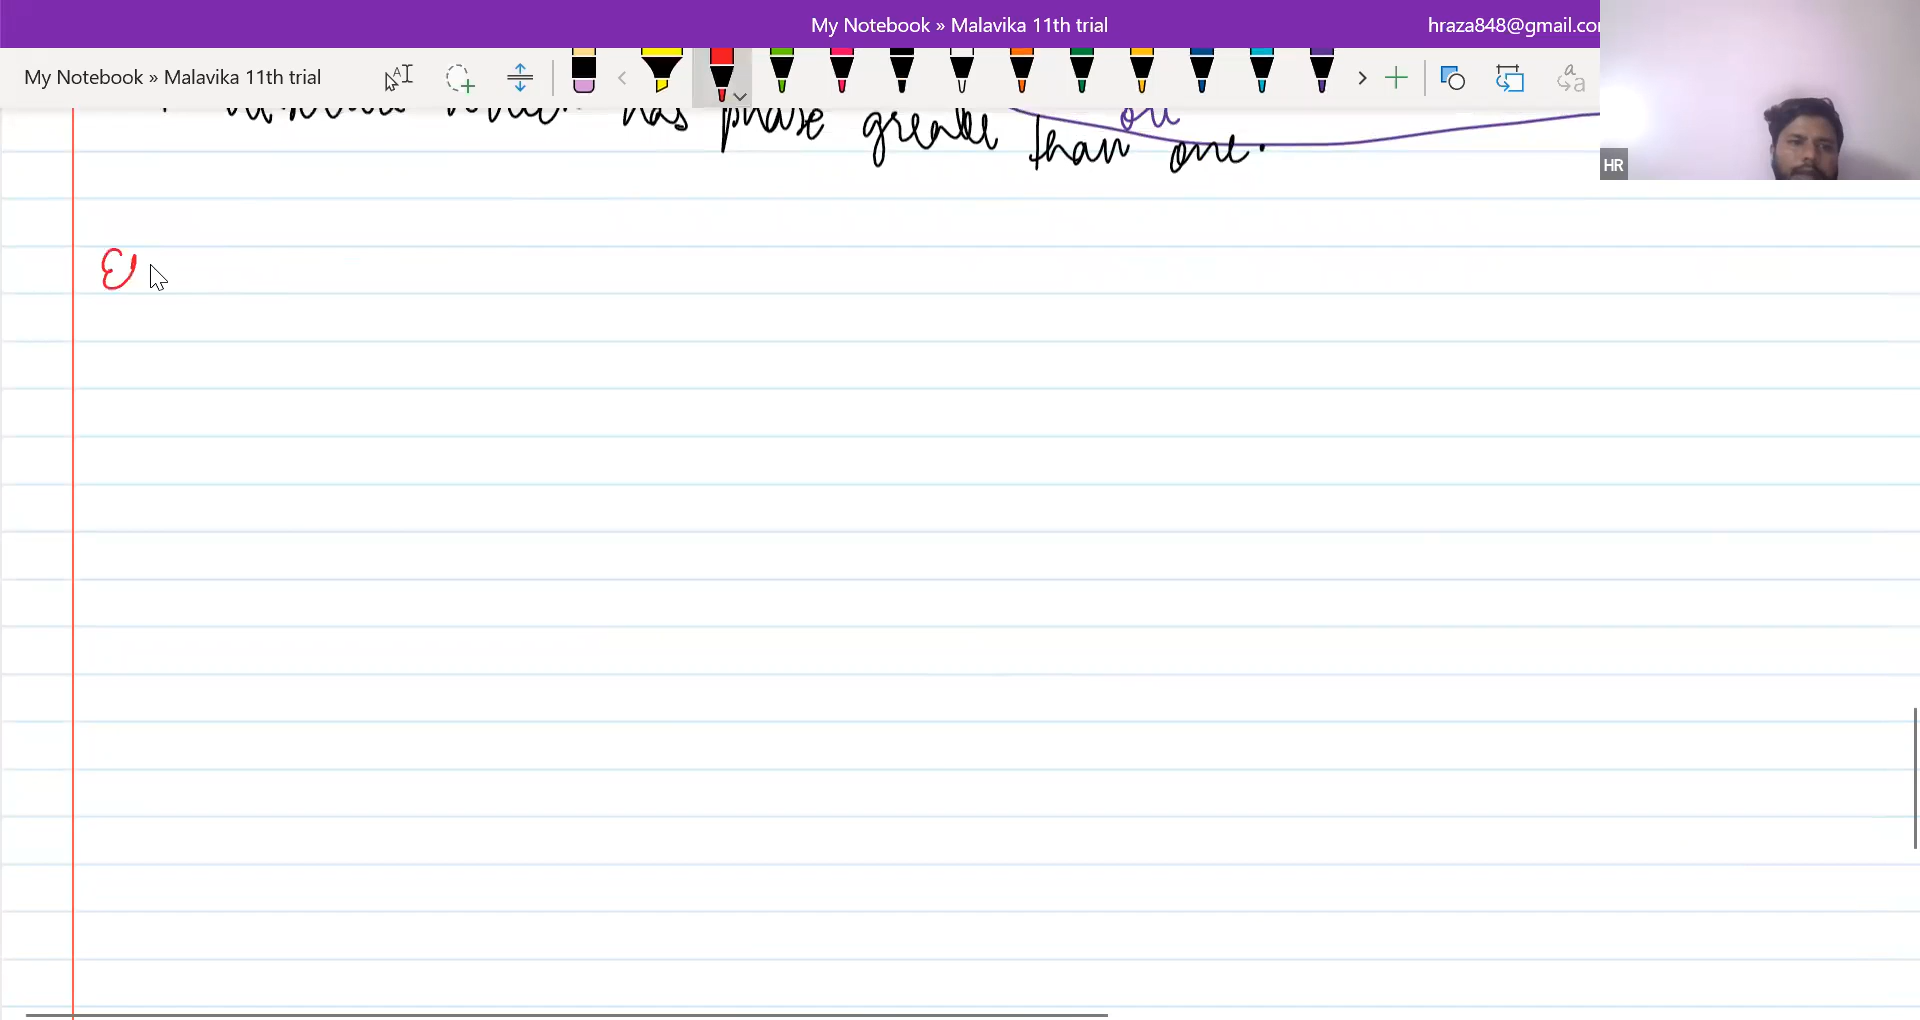 My Notebook » Malavika 11th trial
hraza848@gmail.co
My Notebook » Malavika 11th trial
has phase greater than one.
oil
HR